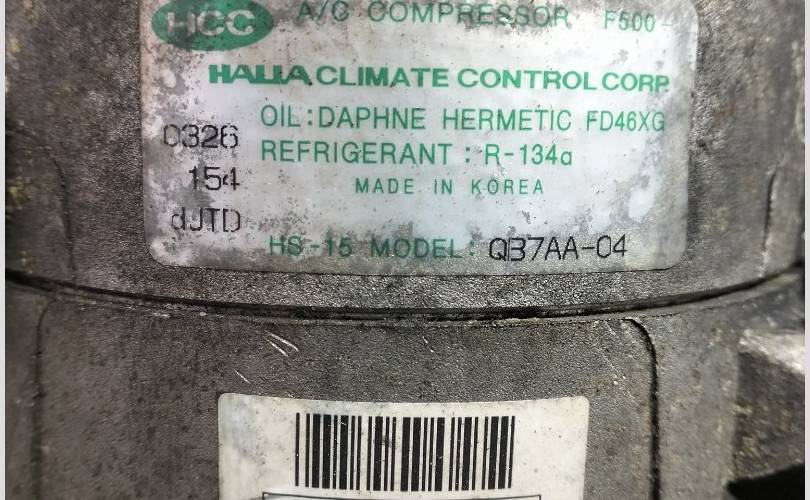 HCC A/C COMPRESSOR F500
HALLA CLIMATE CONTROL CORP.
OIL:DAPHNE HERMETIC FD46XG
0326
REFRIGERANT : R-134a
154
MADE IN KOREA
dJTD
HS-15 MODEL: QB7AA-04